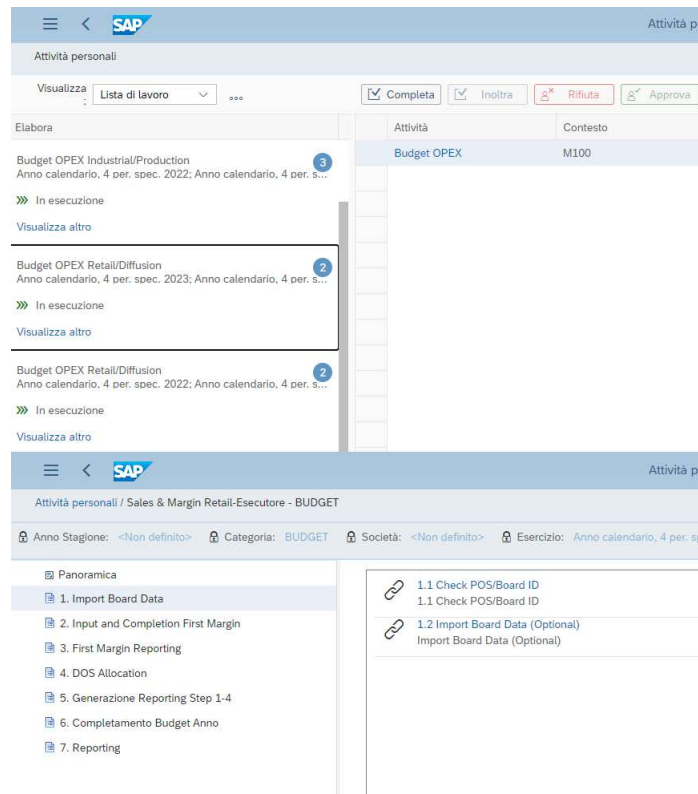 SAP
Attività p
Attività personali
Visualizza
:
Lista di lavoro
Completa
Inoltra
Rifiuta
Approva
Elabora
Attività
Contesto
Budget OPEX Industrial/Production
3
Anno calendario, 4 per. spec. 2022; Anno calendario, 4 per. s...
In esecuzione
Visualizza altro
Budget OPEX
M100
Budget OPEX Retail/Diffusion
2
Anno calendario, 4 per. spec. 2023; Anno calendario, 4 per. s...
In esecuzione
Visualizza altro
Budget OPEX Retail/Diffusion
2
Anno calendario, 4 per. spec. 2022; Anno calendario, 4 per. s...
In esecuzione
Visualizza altro
SAP
Attività p
Attività personali / Sales & Margin Retail-Esecutore - BUDGET
Anno Stagione: <Non definito> Categoria: BUDGET Società: <Non definito> Esercizio: Anno calendario, 4 per. sp
Panoramica
1. Import Board Data
2. Input and Completion First Margin
3. First Margin Reporting
4. DOS Allocation
5. Generazione Reporting Step 1-4
6. Completamento Budget Anno
7. Reporting
1.1 Check POS/Board ID
1.1 Check POS/Board ID
1.2 Import Board Data (Optional)
Import Board Data (Optional)